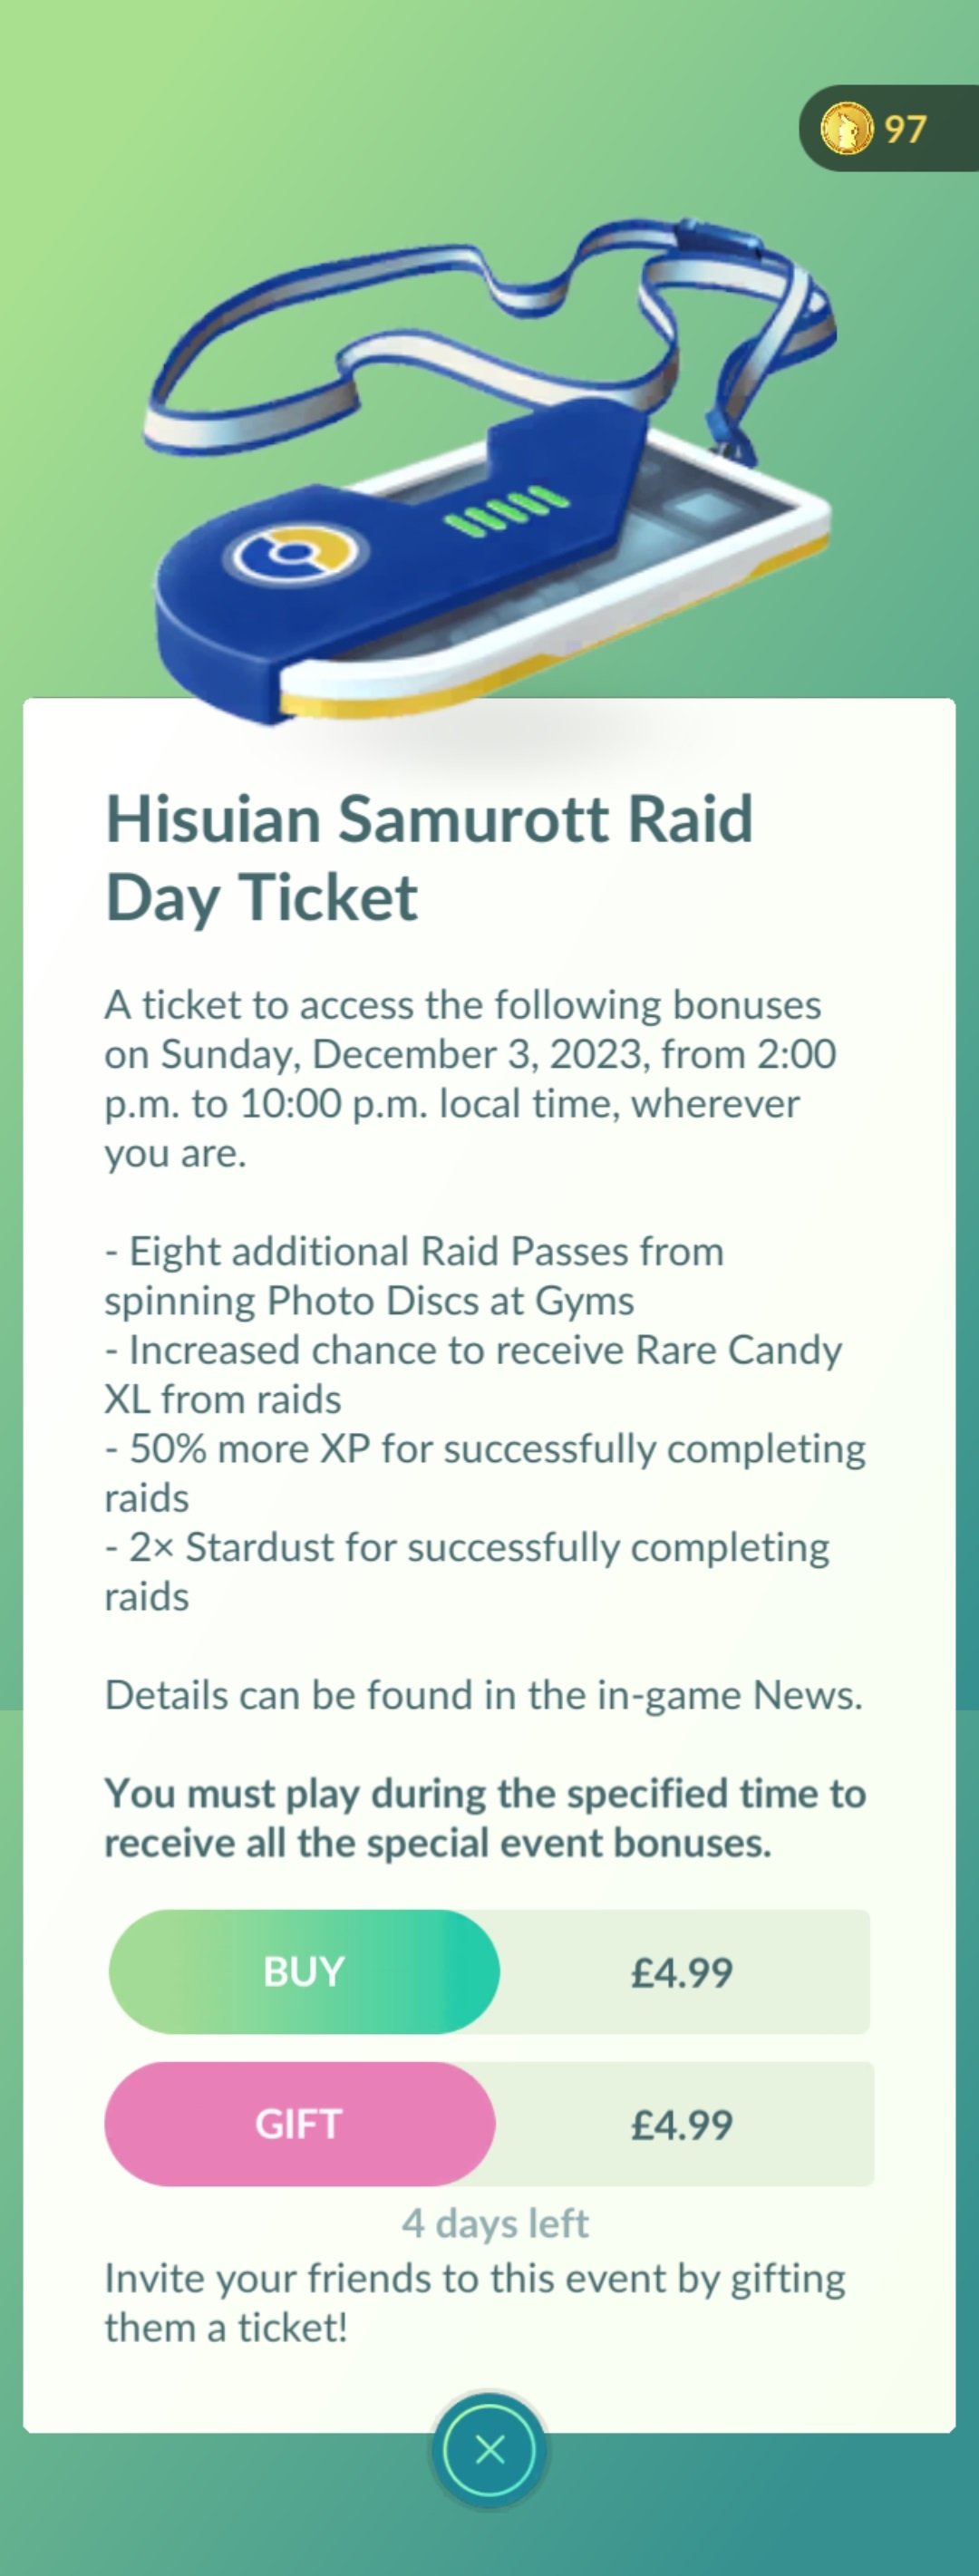 97
Hisuian Samurott Raid
Day Ticket
A ticket to access the following bonuses
on Sunday, December 3, 2023, from 2:00
p.m. to 10:00 p.m. local time, wherever
you are.
- Eight additional Raid Passes from
spinning Photo Discs at Gyms
- Increased chance to receive Rare Candy
XL from raids
- 50% more XP for successfully completing
raids
- 2× Stardust for successfully completing
raids
Details can be found in the in-game News.
You must play during the specified time to
receive all the special event bonuses.
BUY £4.99
GIFT £4.99
4 days left
Invite your friends to this event by gifting
them a ticket!